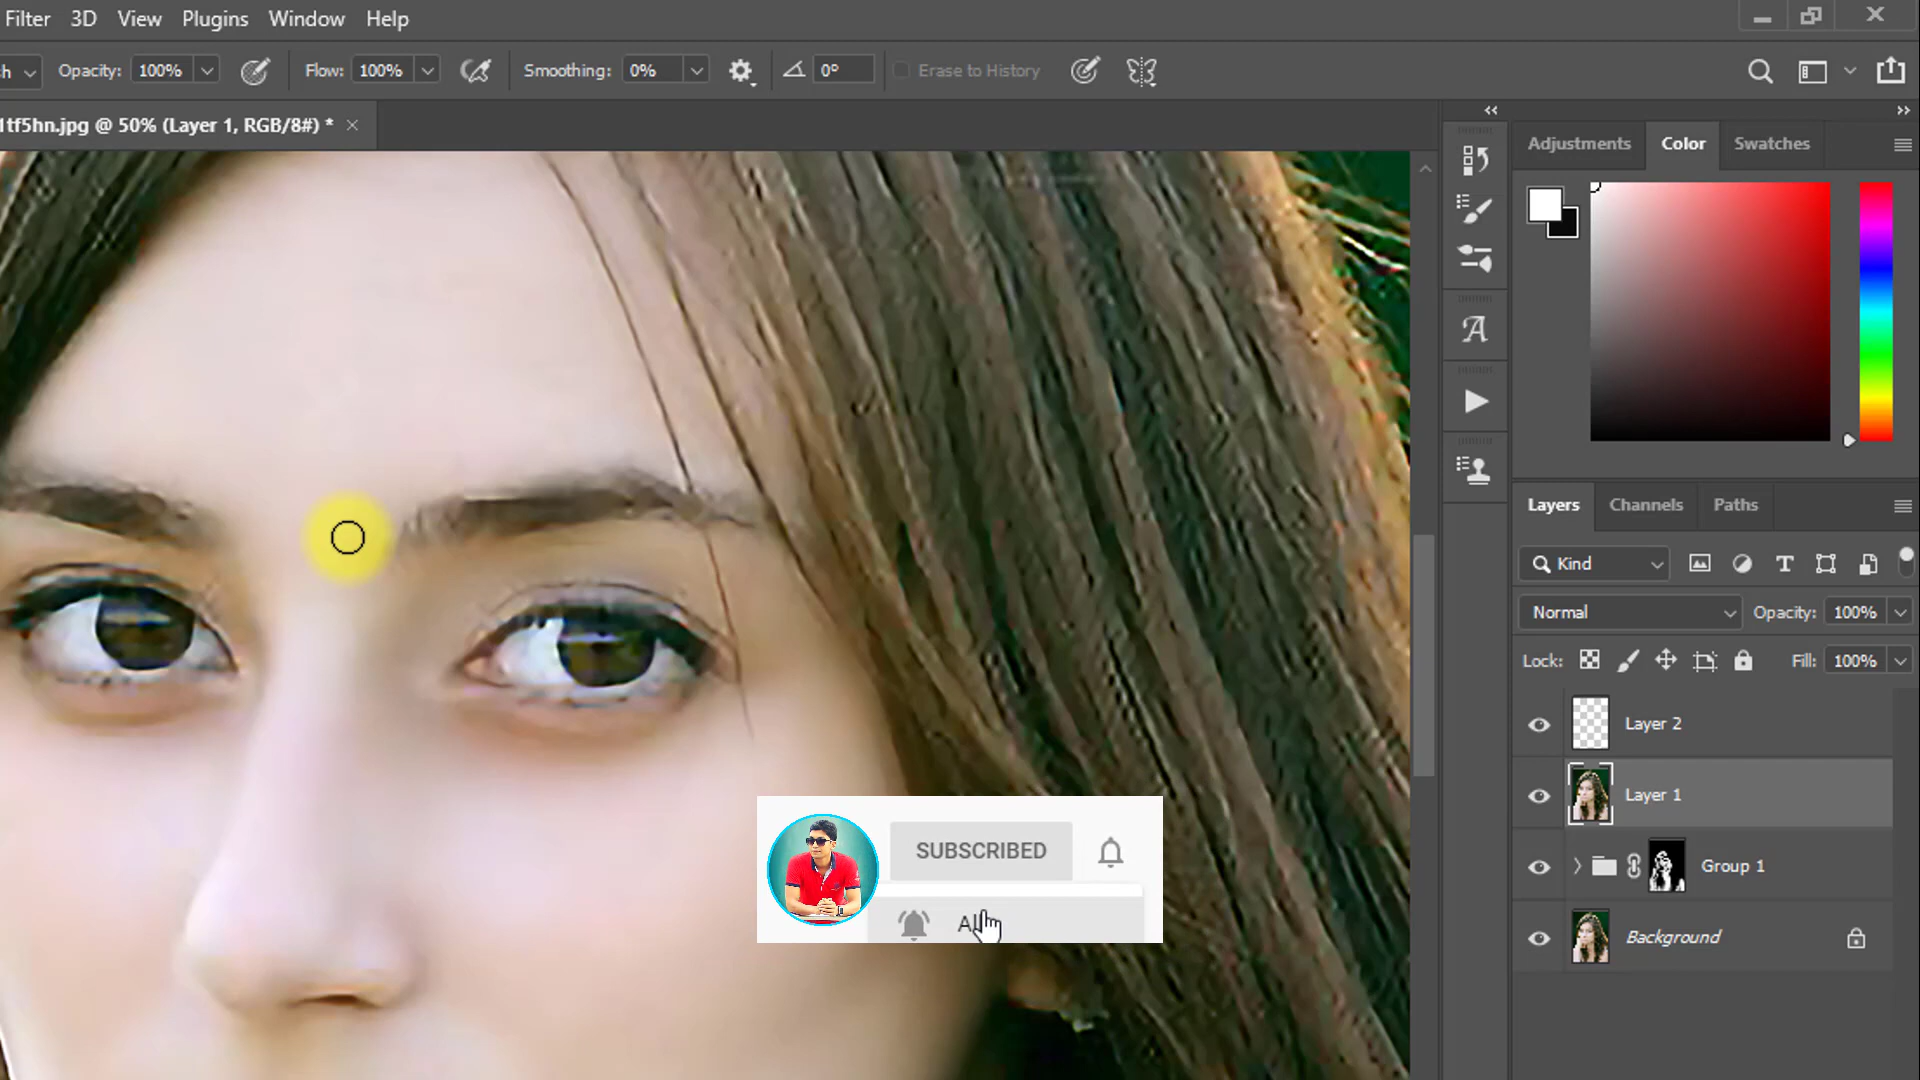 Filter 3D View Plugins Window Help
h Opacity: 100% Flow: 100% Smoothing: 0% 0° Erase to History
1tf5hn.jpg @ 50% (Layer 1, RGB/8#) *
Adjustments Color Swatches
Layers Channels Paths
Kind
Normal Opacity: 100%
Lock: Fill: 100%
Layer 2
Layer 1
Group 1
Background
SUBSCRIBED